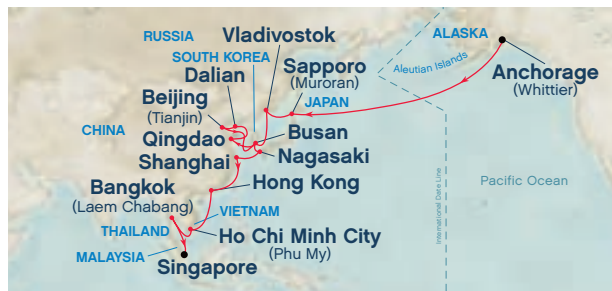 RUSSIA
Vladivostok
ALASKA
SOUTH KOREA
Dalian
Sapporo
(Muroran)
Aleutian Islands
Anchorage
(Whittier)
Beijing
(Tianjin)
JAPAN
CHINA
Qingdao
Busan
Shanghai
Nagasaki
Hong Kong
Bangkok
(Laem Chabang)
International Date Line
Pacific Ocean
VIETNAM
THAILAND
Ho Chi Minh City
(Phu My)
MALAYSIA
Singapore